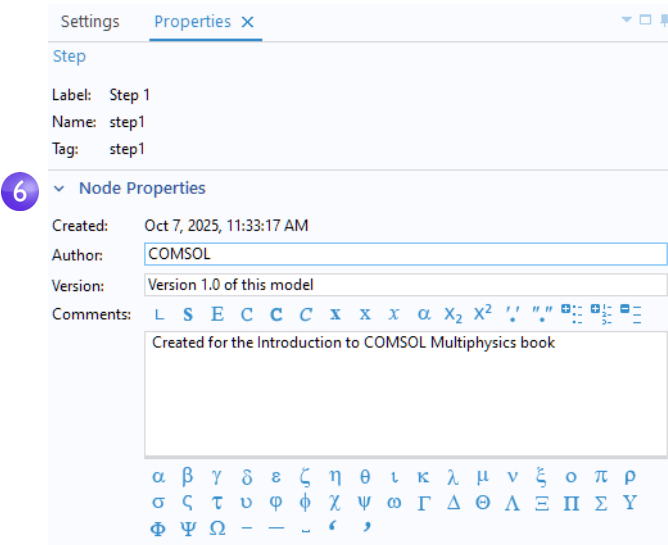 Settings Properties ×
Step
Label: Step 1
Name: step1
Tag: step1
6
Node Properties
Created: Oct 7, 2025, 11:33:17 AM
Author: COMSOL
Version: Version 1.0 of this model
Comments: L S E C C C x x x α X₂ X² ‘.’ “.”
Created for the Introduction to COMSOL Multiphysics book
α β γ δ ε ζ η θ ι κ λ μ ν ξ ο π ρ
σ ς τ υ φ ϕ χ ψ ω Γ Δ Θ Λ Ξ Π Σ Υ
Φ Ψ Ω – — ⎵ ‘ ’